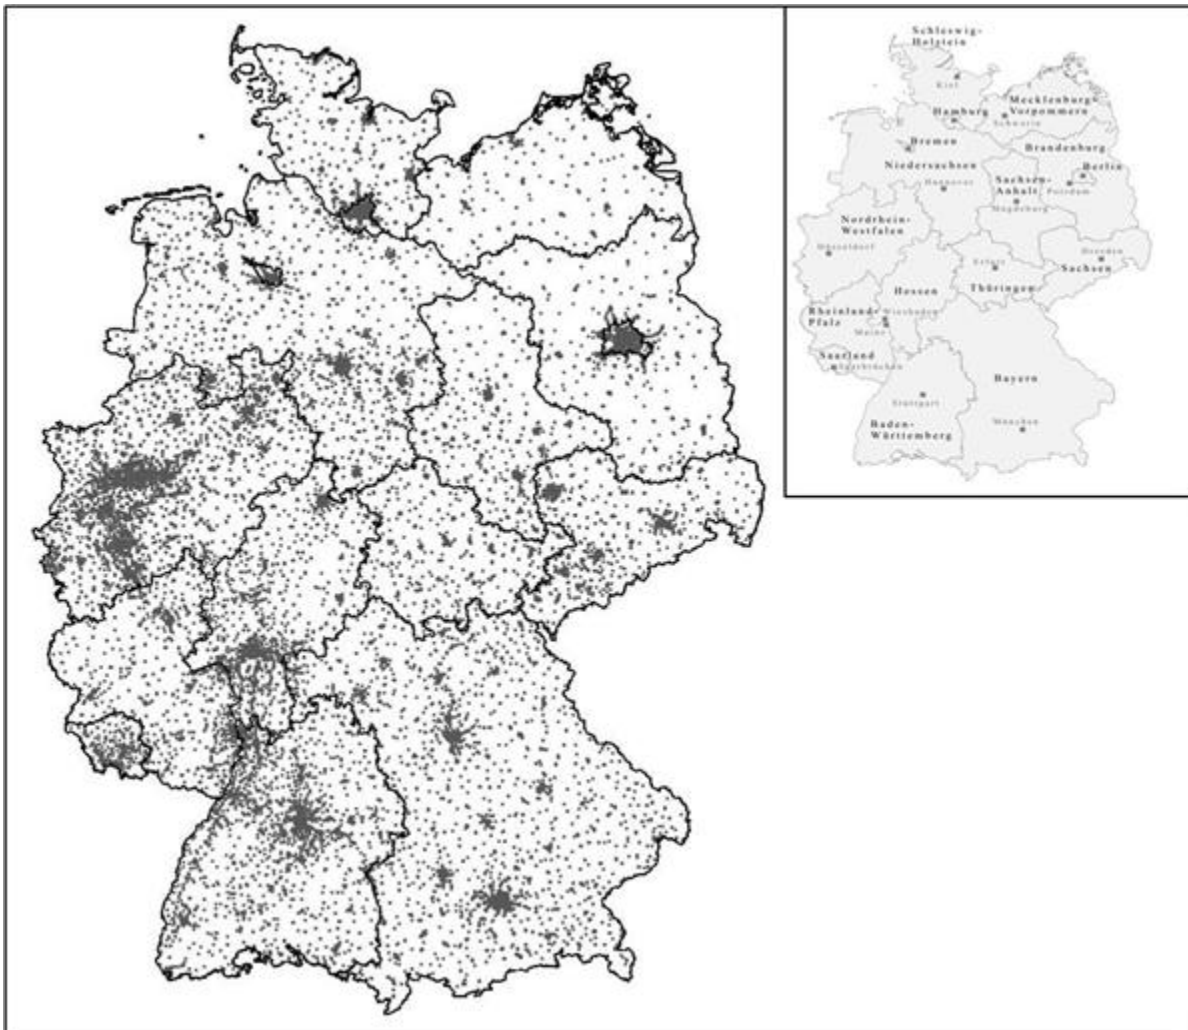 Schleswig-
Holstein
Kiel
Mecklenburg-
Vorpommern
Hamburg
Schwerin
Bremen
Brandenburg
Niedersachsen
Berlin
Hannover
Sachsen-
Anhalt
Potsdam
Magdeburg
Nordrhein-
Westfalen
Düsseldorf
Dresden
Erfurt
Sachsen
Hessen
Thüringen
Rheinland-
Pfalz
Wiesbaden
Mainz
Saarland
Saarbrücken
Bayern
Stuttgart
München
Baden-
Württemberg